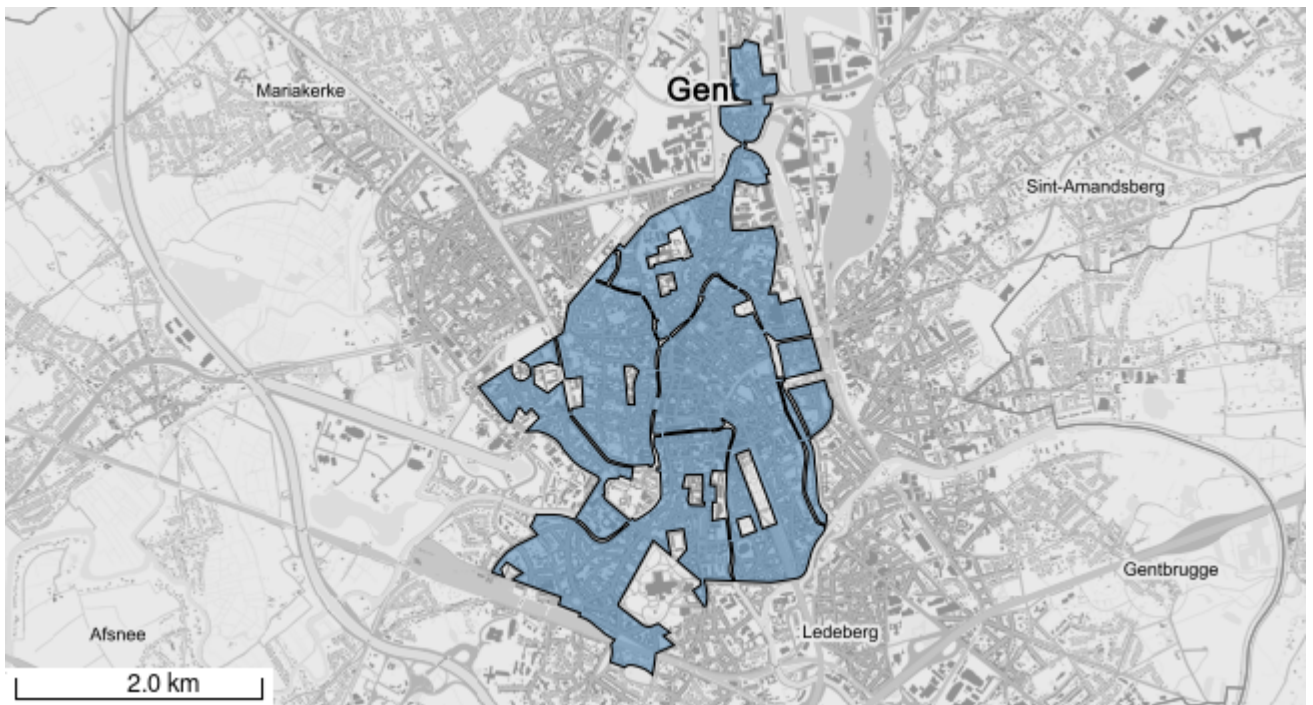 Gent
Mariakerke
Sint-Amandsberg
Gentbrugge
Afsnee
Ledeberg
2.0 km